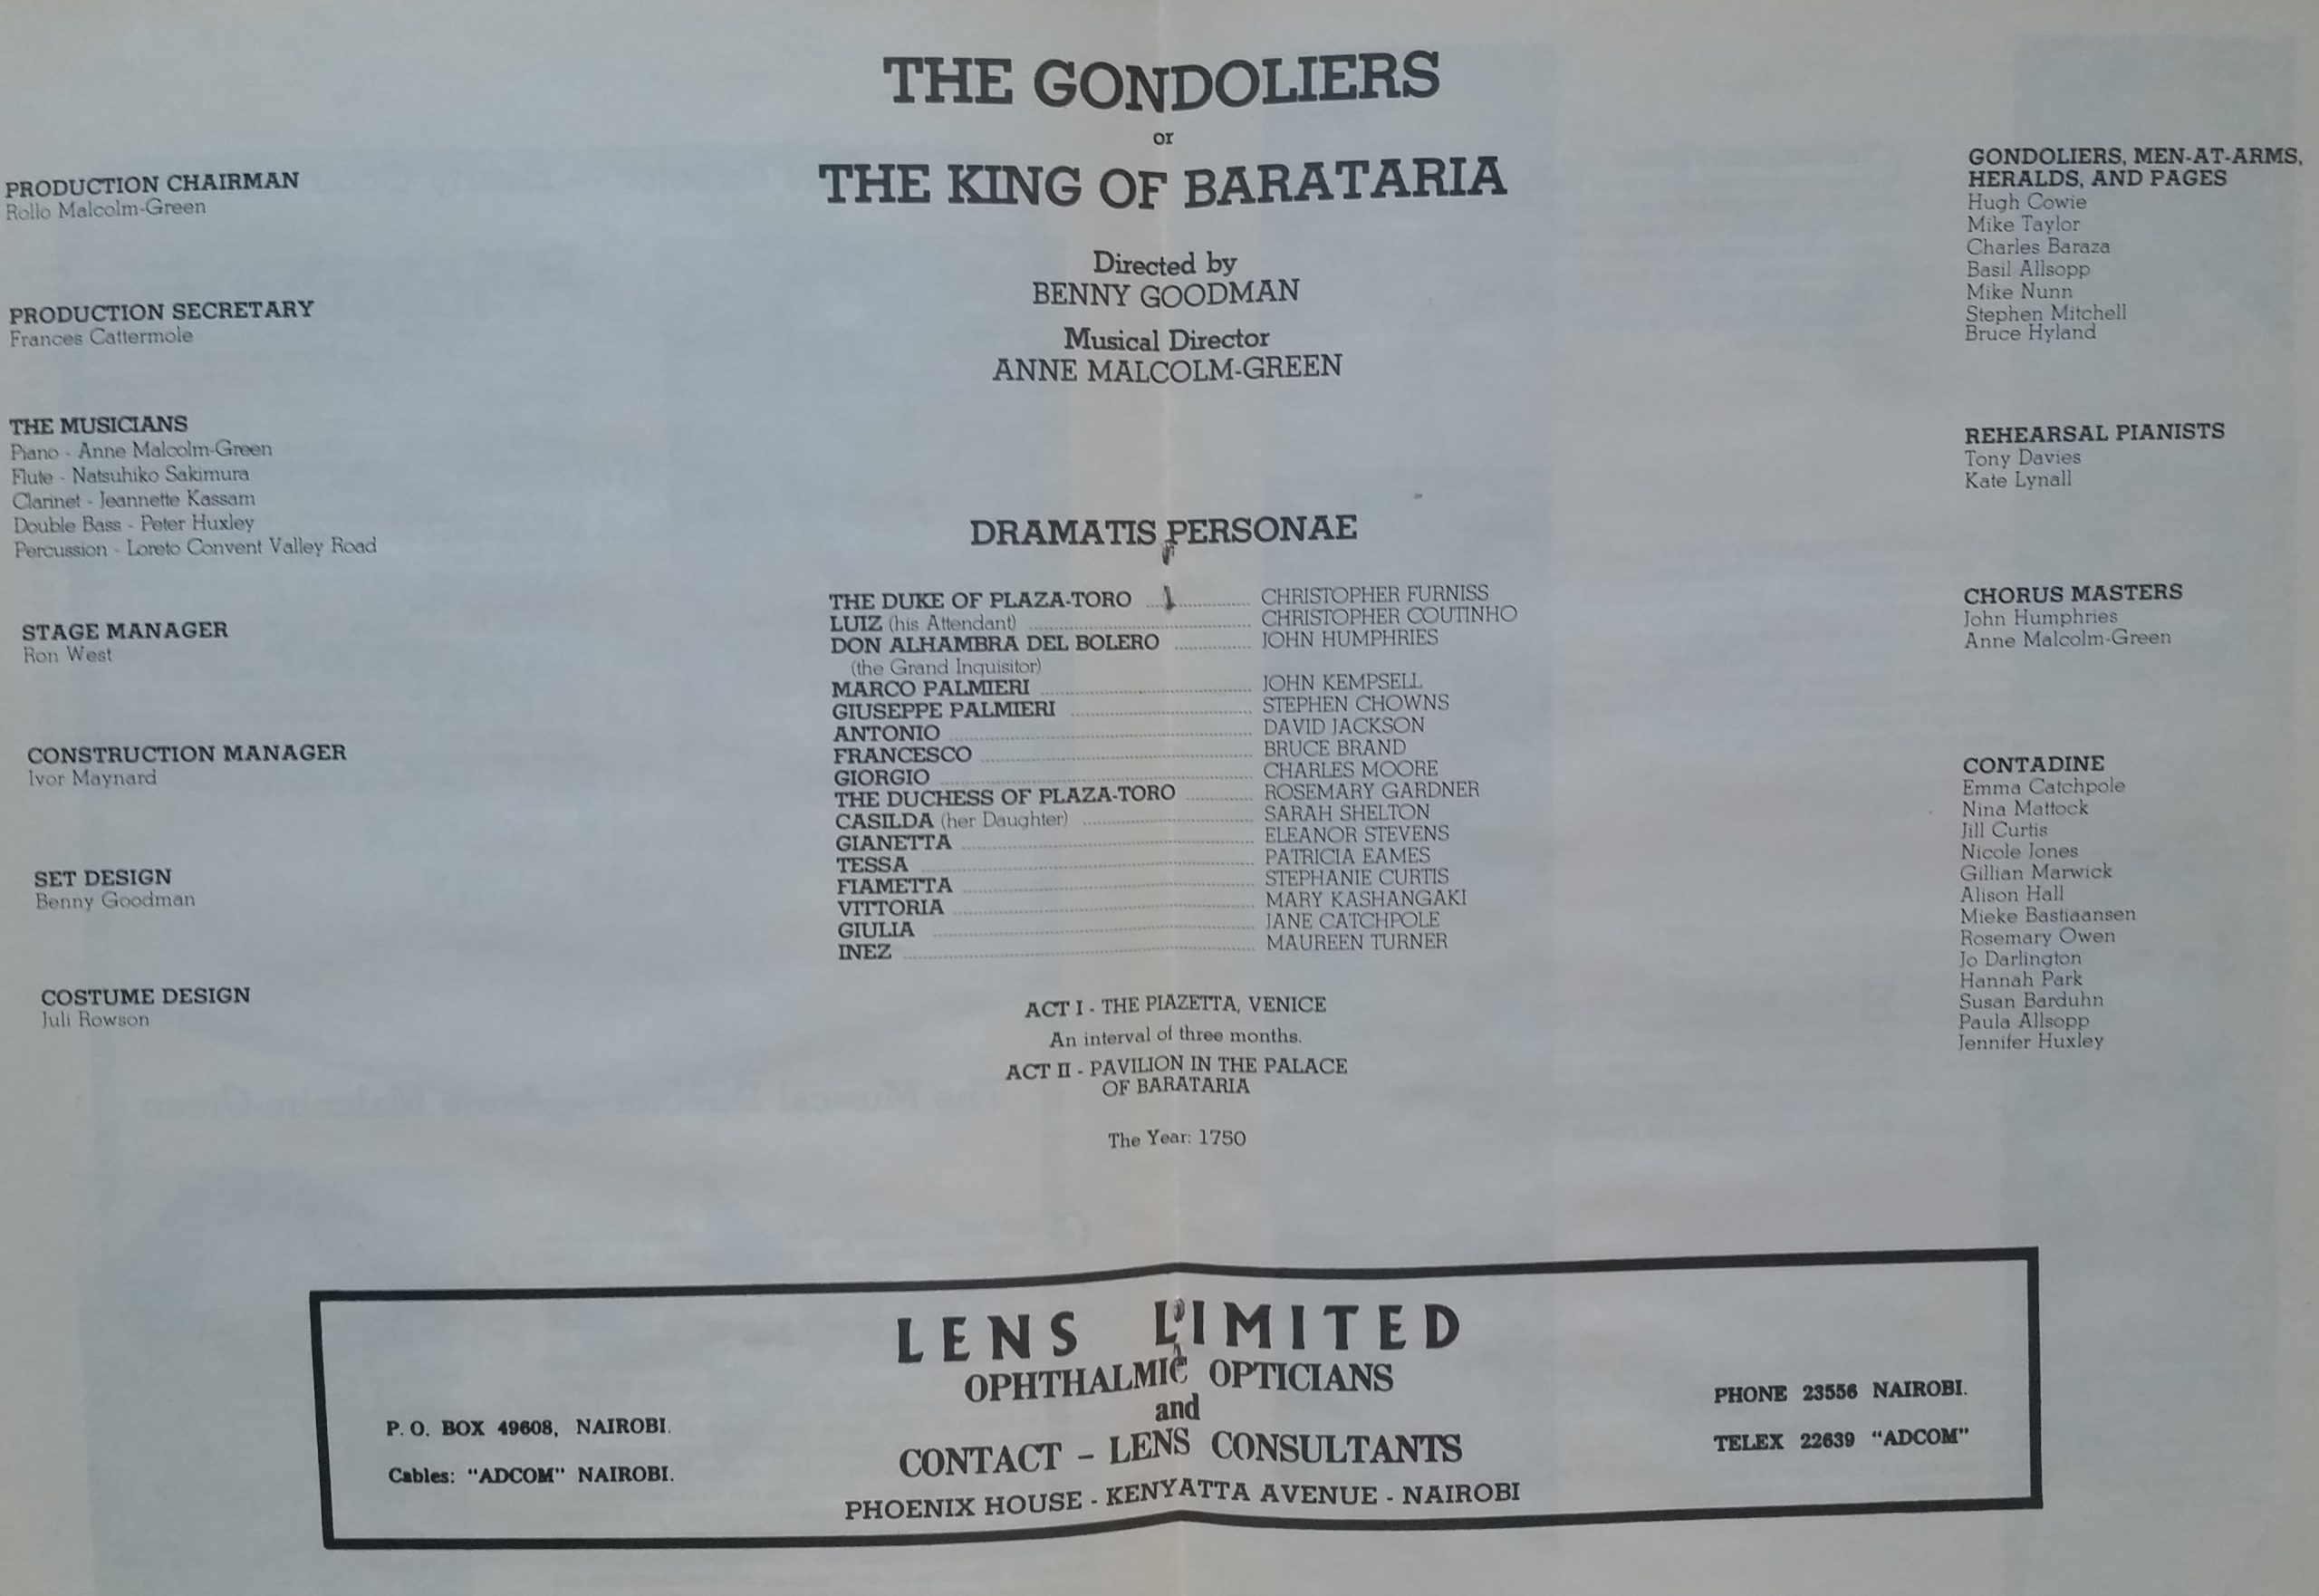 THE GONDOLIERS
or
THE KING OF BARATARIA
Directed by
BENNY GOODMAN
Musical Director
ANNE MALCOLM-GREEN
PRODUCTION CHAIRMAN
Rollo Malcolm-Green
PRODUCTION SECRETARY
Frances Cattermole
THE MUSICIANS
Piano - Anne Malcolm-Green
Flute - Natsuhiko Sakimura
Clarinet - Jeannette Kassam
Double Bass - Peter Huxley
Percussion - Loreto Convent Valley Road
STAGE MANAGER
Ron West
CONSTRUCTION MANAGER
Ivor Maynard
SET DESIGN
Benny Goodman
COSTUME DESIGN
Juli Rowson
DRAMATIS PERSONAE
THE DUKE OF PLAZA-TORO ........ CHRISTOPHER FURNISS
LUIZ (his Attendant) ........ CHRISTOPHER COUTINHO
DON ALHAMBRA DEL BOLERO ........ JOHN HUMPHRIES
(the Grand Inquisitor)
MARCO PALMIERI ........ JOHN KEMPSELL
GIUSEPPE PALMIERI ........ STEPHEN CHOWNS
ANTONIO ........ DAVID JACKSON
FRANCESCO ........ BRUCE BRAND
GIORGIO ........ CHARLES MOORE
THE DUCHESS OF PLAZA-TORO ........ ROSEMARY GARDNER
CASILDA (her Daughter) ........ SARAH SHELTON
GIANETTA ........ ELEANOR STEVENS
TESSA ........ PATRICIA EAMES
FIAMETTA ........ STEPHANIE CURTIS
VITTORIA ........ MARY KASHANGAKI
GIULIA ........ JANE CATCHPOLE
INEZ ........ MAUREEN TURNER
ACT I - THE PIAZETTA, VENICE
An interval of three months.
ACT II - PAVILION IN THE PALACE
OF BARATARIA
The Year: 1750
GONDOLIERS, MEN-AT-ARMS,
HERALDS, AND PAGES
Hugh Cowie
Mike Taylor
Charles Baraza
Basil Allsopp
Mike Nunn
Stephen Mitchell
Bruce Hyland
REHEARSAL PIANISTS
Tony Davies
Kate Lynall
CHORUS MASTERS
John Humphries
Anne Malcolm-Green
CONTADINE
Emma Catchpole
Nina Mattock
Jill Curtis
Nicole Jones
Gillian Marwick
Alison Hall
Mieke Bastiaansen
Rosemary Owen
Jo Darlington
Hannah Park
Susan Barduhn
Paula Allsopp
Jennifer Huxley
LENS LIMITED
OPHTHALMIC OPTICIANS
and
CONTACT - LENS CONSULTANTS
PHOENIX HOUSE - KENYATTA AVENUE - NAIROBI
P. O. BOX 49608, NAIROBI.
Cables: "ADCOM" NAIROBI.
PHONE 23556 NAIROBI.
TELEX 22639 "ADCOM"